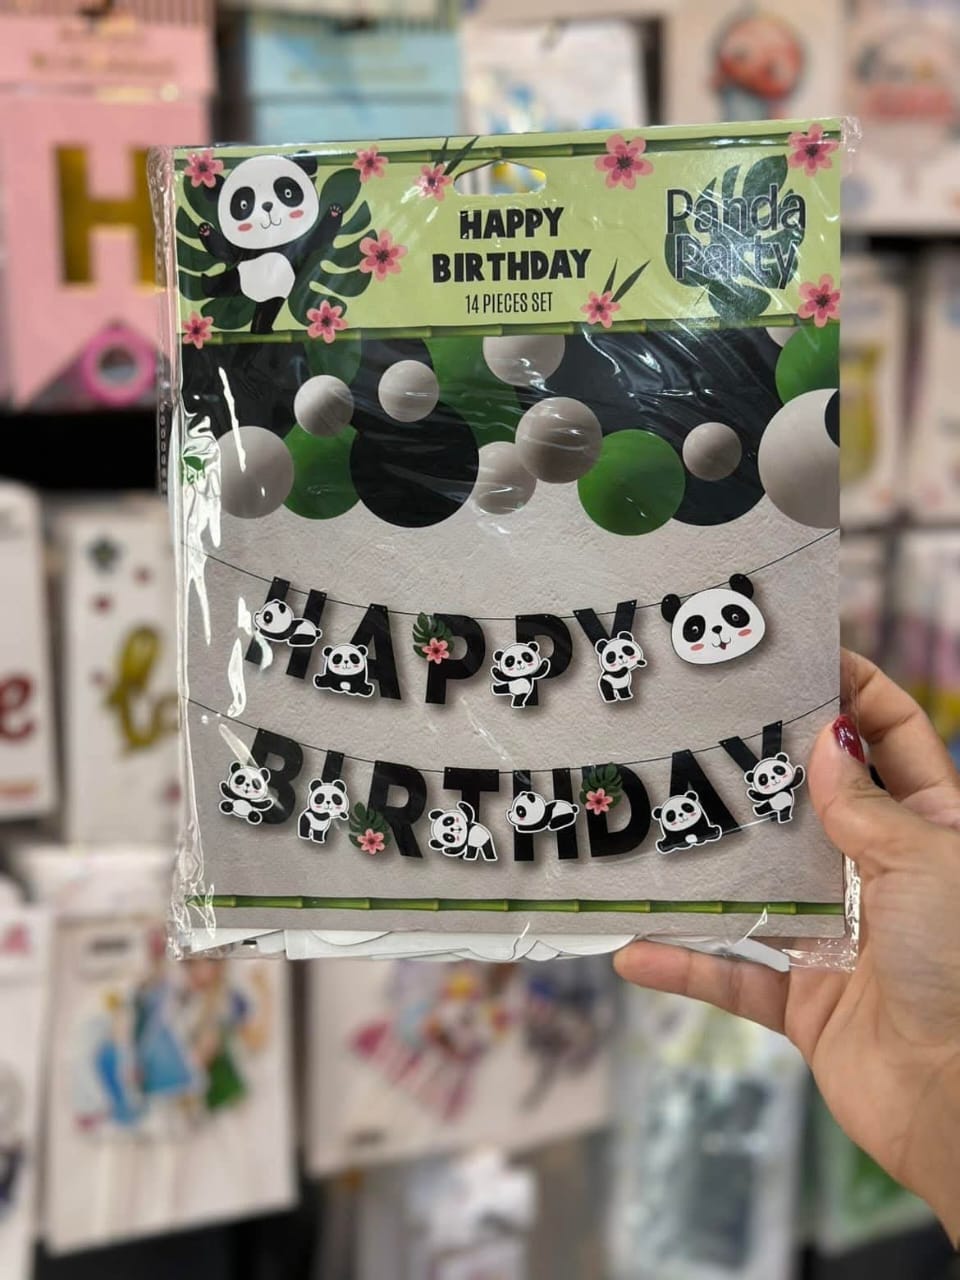 HAPPY
BIRTHDAY
14 PIECES SET
Panda
Party
HAPPY
BIRTHDAY
H